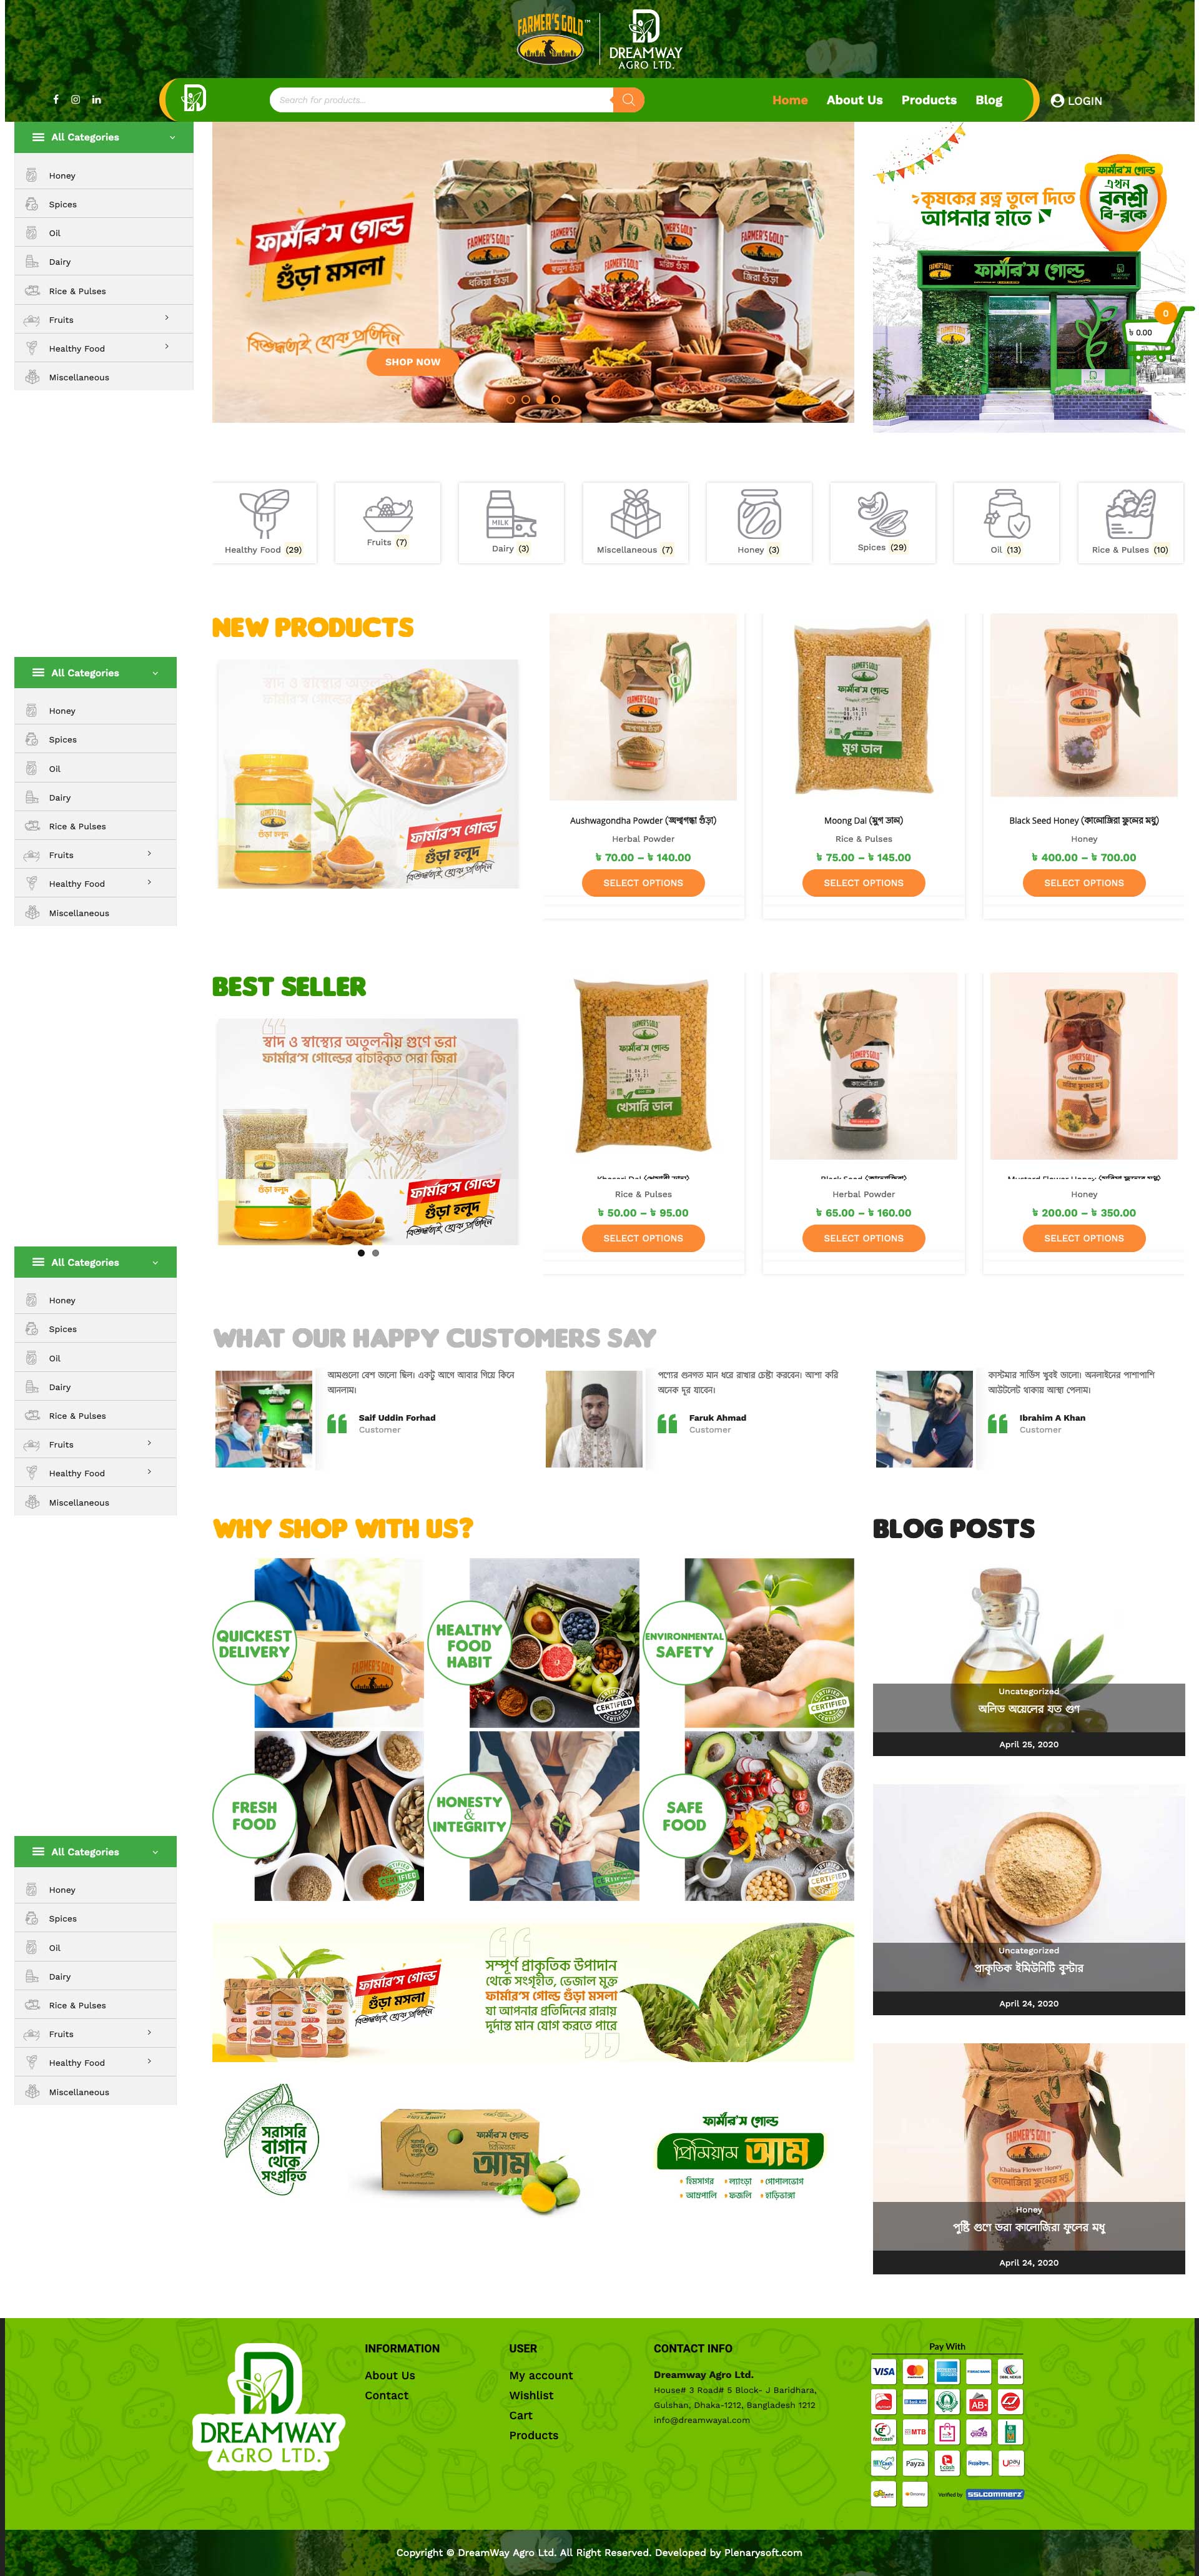 FARMER'S GOLD™
DREAMWAY
AGRO LTD.
Search for products...
Home
About Us
Products
Blog
LOGIN
All Categories
Honey
Spices
Oil
Dairy
Rice & Pulses
Fruits
Healthy Food
Miscellaneous
ফার্মার'স গোল্ড
গুঁড়া মসলা
বিশুদ্ধতাই হোক প্রতিদিন
SHOP NOW
ফার্মার'স গোল্ড
এখন
বনশ্রী
বি-ব্লকে
কৃষকের রত্ন তুলে দিতে
আপনার হাতে
ফার্মার'স গোল্ড
0
৳ 0.00
Healthy Food (29)
Fruits (7)
MILK
Dairy (3)
Miscellaneous (7)
Honey (3)
Spices (29)
Oil (13)
Rice & Pulses (10)
NEW PRODUCTS
ফার্মার'স গোল্ড
গুঁড়া হলুদ
বিশুদ্ধতাই হোক প্রতিদিন
Aushwagondha Powder (অশ্বগন্ধা গুঁড়া)
Herbal Powder
৳ 70.00 – ৳ 140.00
SELECT OPTIONS
ফার্মার'স গোল্ড
মুগ ডাল
Moong Dal (মুগ ডাল)
Rice & Pulses
৳ 75.00 – ৳ 145.00
SELECT OPTIONS
Black Seed Honey (কালোজিরা ফুলের মধু)
Honey
৳ 400.00 – ৳ 700.00
SELECT OPTIONS
All Categories
Honey
Spices
Oil
Dairy
Rice & Pulses
Fruits
Healthy Food
Miscellaneous
BEST SELLER
স্বাদ ও স্বাস্থ্যের অতুলনীয় গুণে ভরা
ফার্মার'স গোল্ডের বাচাইকৃত সেরা জিরা
ফার্মার'স গোল্ড
গুঁড়া হলুদ
বিশুদ্ধতাই হোক প্রতিদিন
ফার্মার'স গোল্ড
খেসারি ডাল
Rice & Pulses
৳ 50.00 – ৳ 95.00
SELECT OPTIONS
কালোজিরা
Herbal Powder
৳ 65.00 – ৳ 160.00
SELECT OPTIONS
Honey
৳ 200.00 – ৳ 350.00
SELECT OPTIONS
All Categories
Honey
Spices
Oil
Dairy
Rice & Pulses
Fruits
Healthy Food
Miscellaneous
WHAT OUR HAPPY CUSTOMERS SAY
আমগুলো বেশ ভালো ছিল। একটু আগে আবার গিয়ে কিনে
আনলাম।
Saif Uddin Forhad
Customer
পণ্যের গুনগত মান ধরে রাখার চেষ্টা করবেন। আশা করি
অনেক দূর যাবেন।
Faruk Ahmad
Customer
কাস্টমার সার্ভিস খুবই ভালো। অনলাইনের পাশাপাশি
আউটলেট থাকায় আস্থা পেলাম।
Ibrahim A Khan
Customer
WHY SHOP WITH US?
QUICKEST
DELIVERY
FARMER'S GOLD
HEALTHY
FOOD
HABIT
CERTIFIED
ENVIRONMENTAL
SAFETY
CERTIFIED
FRESH
FOOD
CERTIFIED
HONESTY
&
INTEGRITY
CERTIFIED
SAFE
FOOD
CERTIFIED
BLOG POSTS
Uncategorized
অলিভ অয়েলের যত গুণ
April 25, 2020
Uncategorized
প্রাকৃতিক ইমিউনিটি বুস্টার
April 24, 2020
FARMER'S GOLD
Khalisa Flower Honey
Honey
পুষ্টি গুণে ভরা কালোজিরা ফুলের মধু
April 24, 2020
All Categories
Honey
Spices
Oil
Dairy
Rice & Pulses
Fruits
Healthy Food
Miscellaneous
ফার্মার'স গোল্ড
গুঁড়া মসলা
বিশুদ্ধতাই হোক প্রতিদিন
সম্পূর্ণ প্রাকৃতিক উপাদান
থেকে সংগৃহীত, ভেজাল মুক্ত
ফার্মার'স গোল্ড গুঁড়া মসলা
যা আপনার প্রতিদিনের রান্নায়
দুর্দান্ত মান যোগ করতে পারে
সরাসরি
বাগান
থেকে
সংগ্রহিত
ফার্মার'স গোল্ড
প্রিমিয়াম
আম
ফার্মার'স গোল্ড
প্রিমিয়াম আম
হিমসাগর
ল্যাংড়া
গোপালভোগ
আম্রপালি
ফজলি
হাড়িভাঙ্গা
DREAMWAY
AGRO LTD.
INFORMATION
About Us
Contact
USER
My account
Wishlist
Cart
Products
CONTACT INFO
Dreamway Agro Ltd.
House# 3 Road# 5 Block- J Baridhara,
Gulshan, Dhaka-1212, Bangladesh 1212
info@dreamwayal.com
Pay With
VISA
MTB
Payza
Upay
Verified by
SSLCOMMERZ
Copyright © DreamWay Agro Ltd. All Right Reserved. Developed by Plenarysoft.com